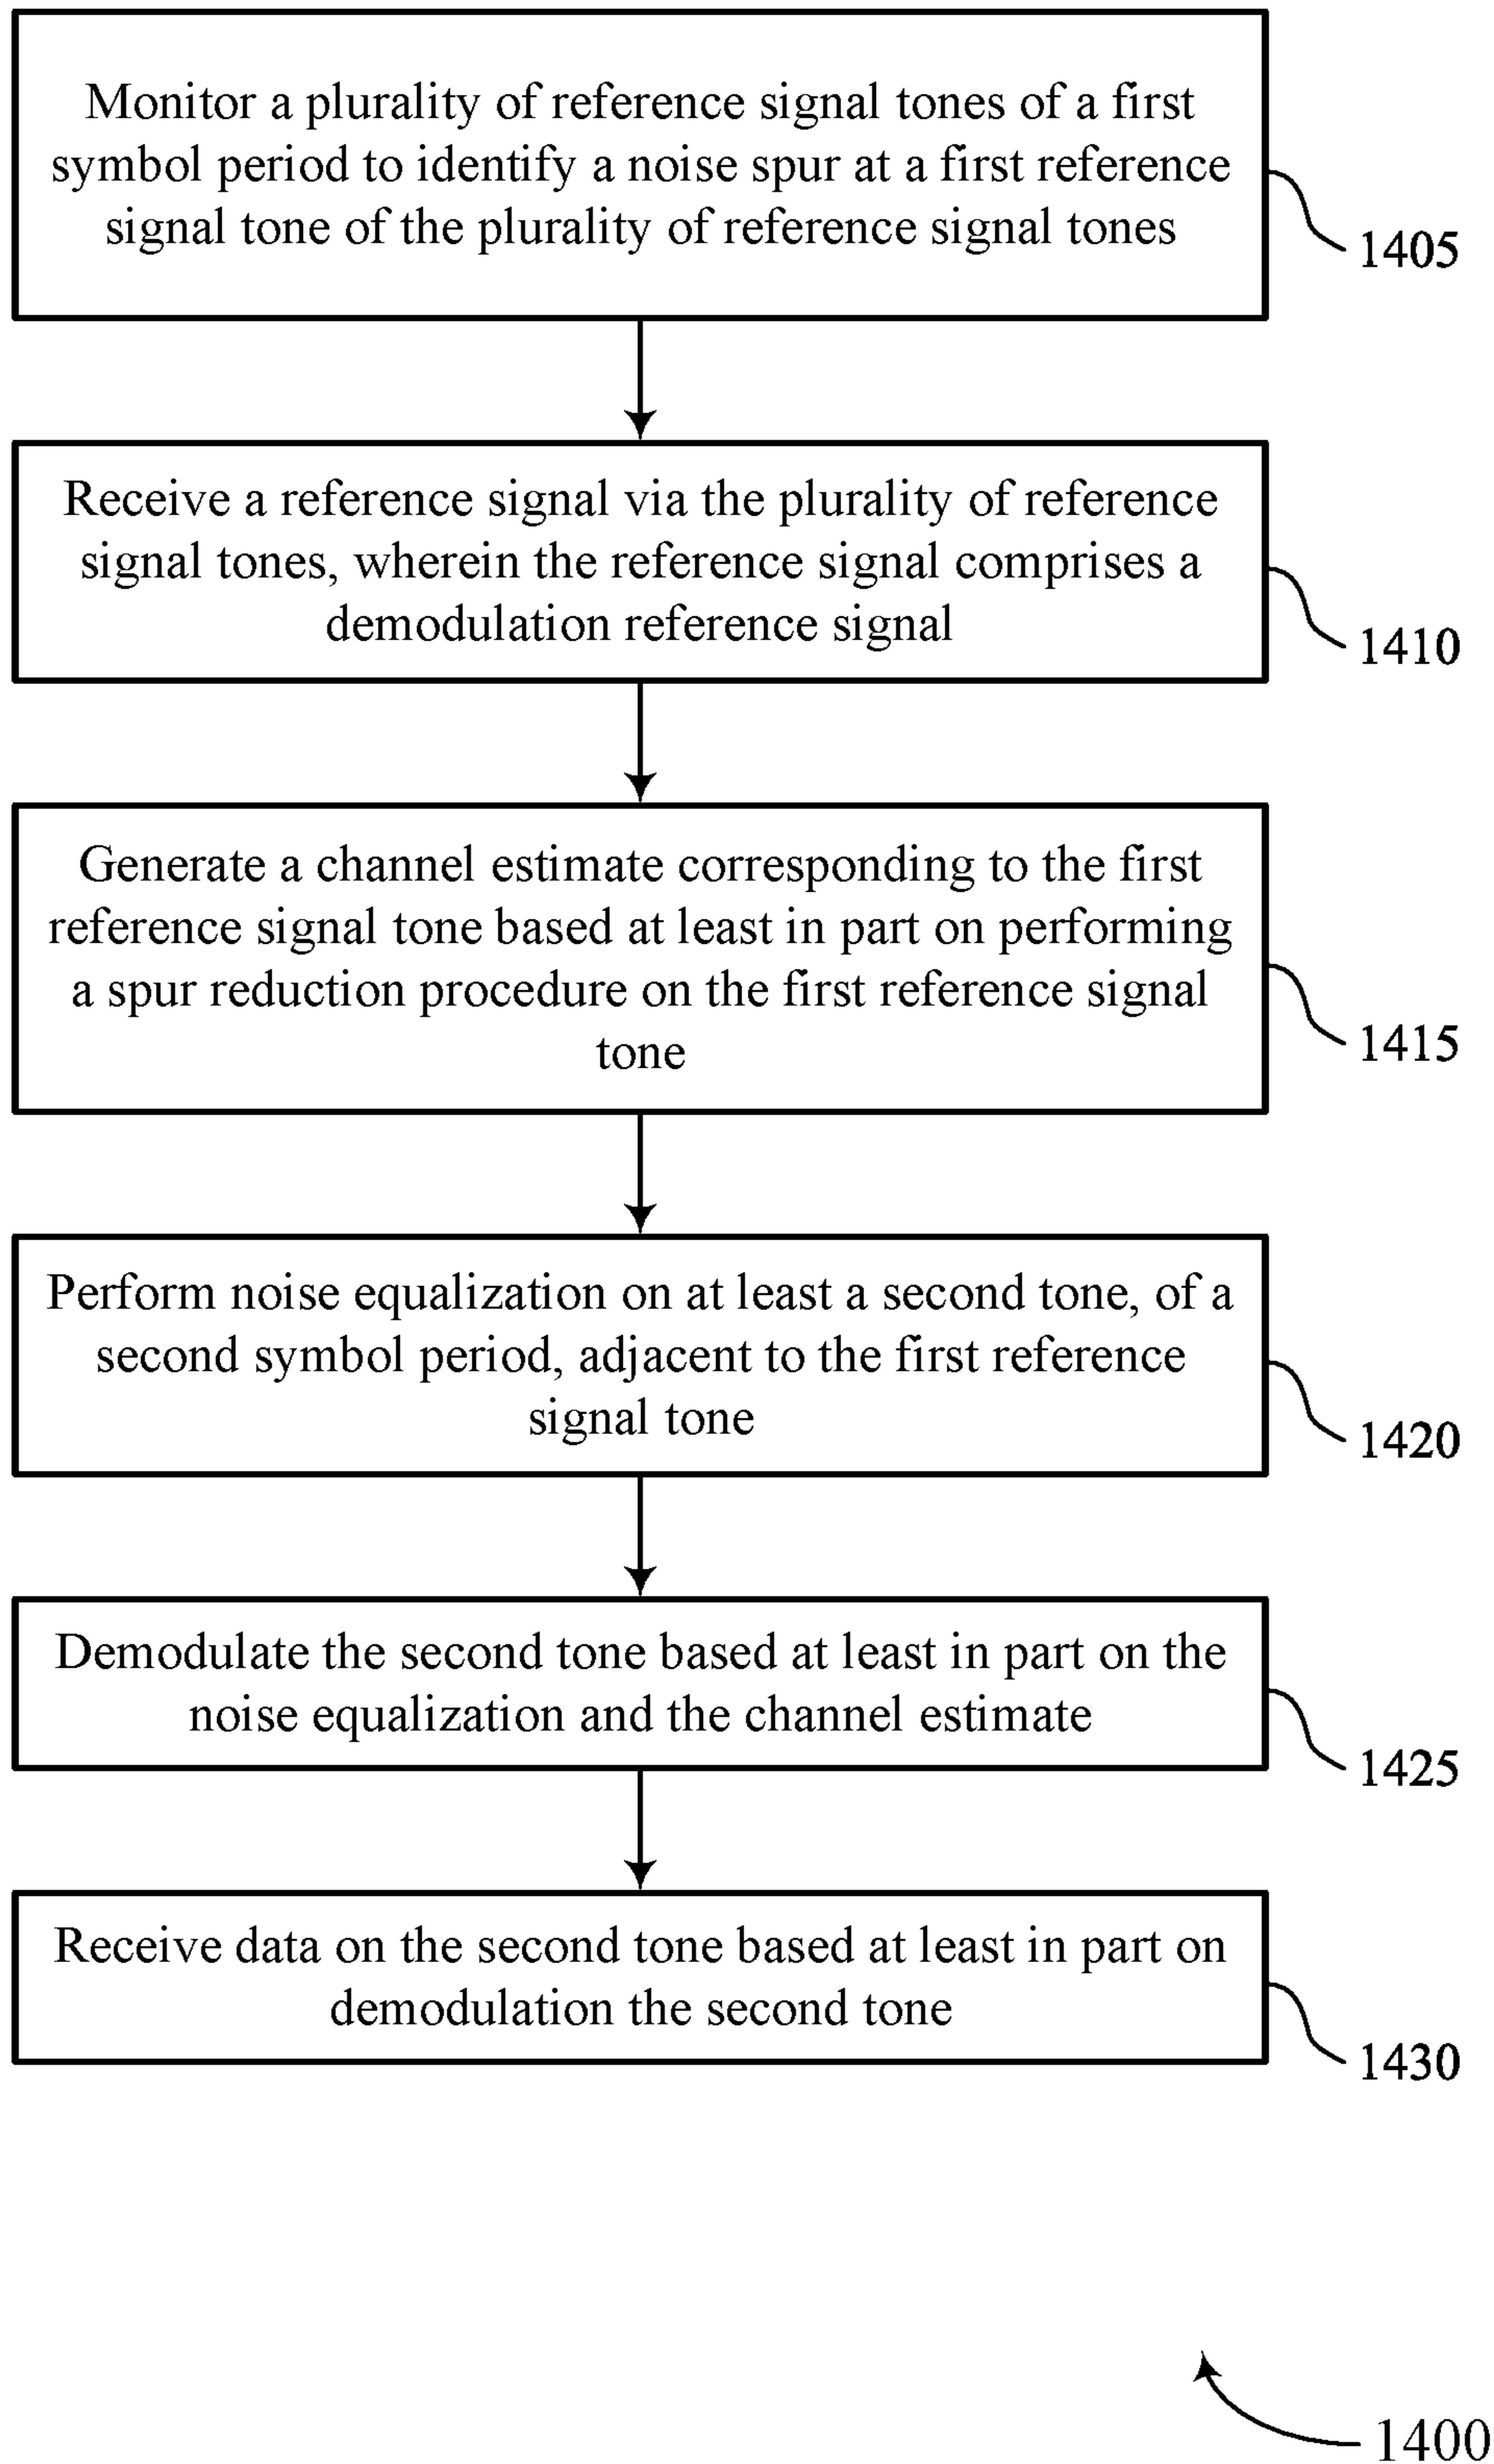 Monitor a plurality of reference signal tones of a first
symbol period to identify a noise spur at a first reference
signal tone of the plurality of reference signal tones
1405
Receive a reference signal via the plurality of reference
signal tones, wherein the reference signal comprises a
demodulation reference signal
1410
Generate a channel estimate corresponding to the first
reference signal tone based at least in part on performing
a spur reduction procedure on the first reference signal
tone
1415
Perform noise equalization on at least a second tone, of a
second symbol period, adjacent to the first reference
signal tone
1420
Demodulate the second tone based at least in part on the
noise equalization and the channel estimate
1425
Receive data on the second tone based at least in part on
demodulation the second tone
1430
1400